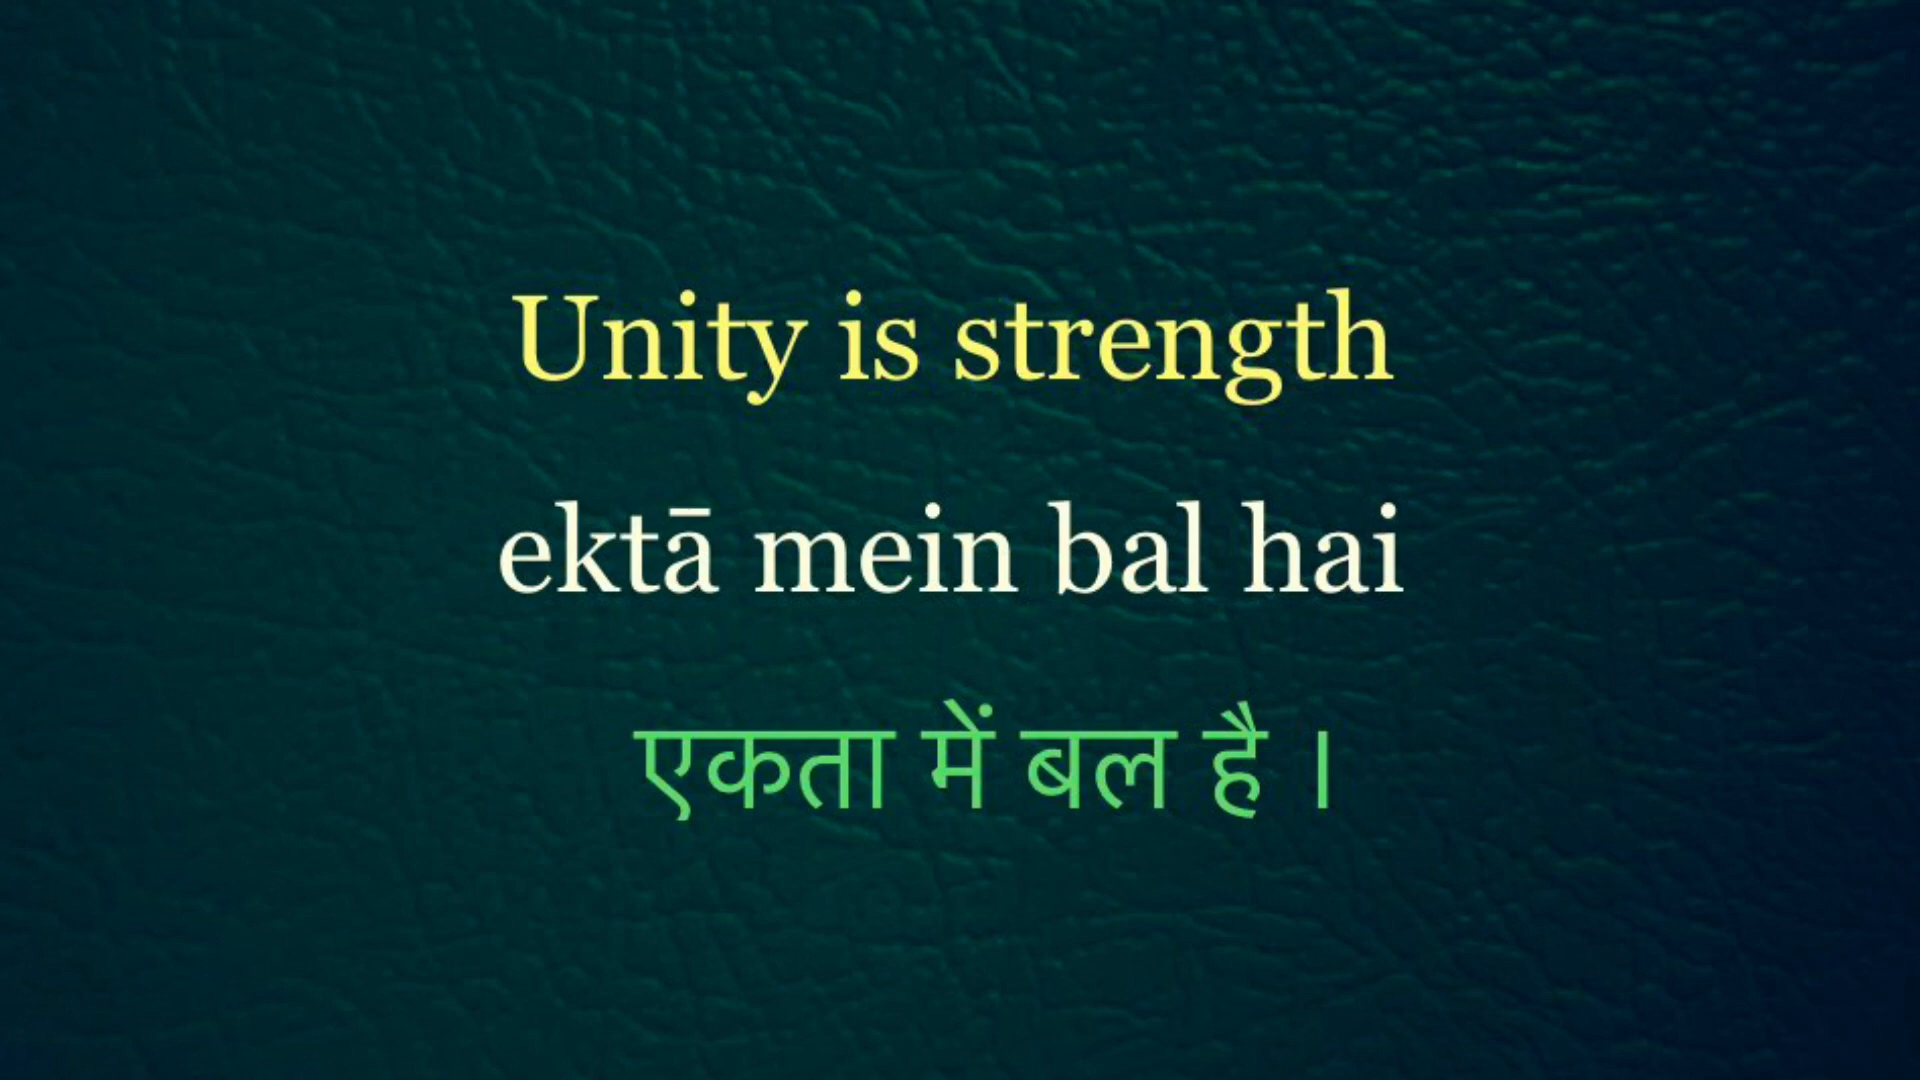 Unity is strength
ektā mein bal hai
एकता में बल है ।